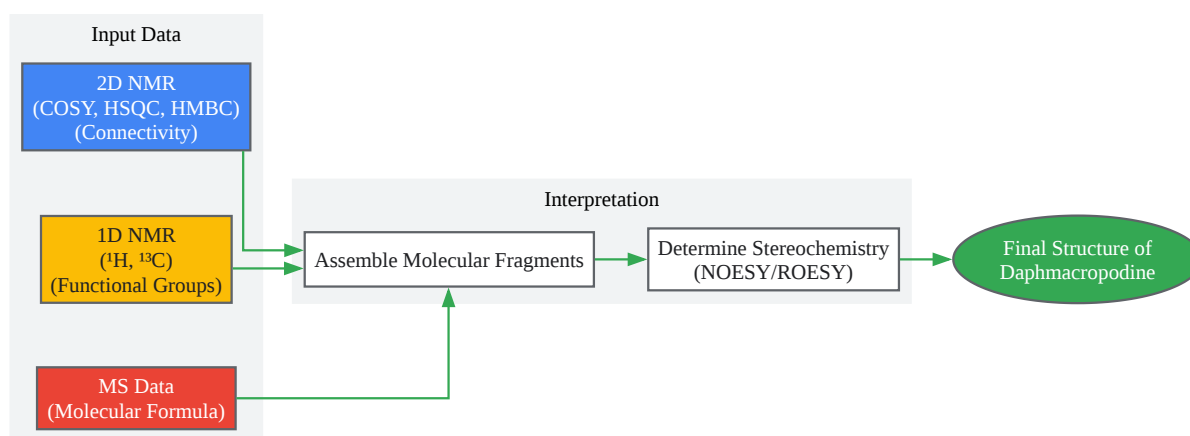 Input Data
2D NMR
(COSY, HSQC, HMBC)
(Connectivity)
1D NMR
(¹H, ¹³C)
(Functional Groups)
MS Data
(Molecular Formula)
Interpretation
Assemble Molecular Fragments
Determine Stereochemistry
(NOESY/ROESY)
Final Structure of
Daphmacropodine